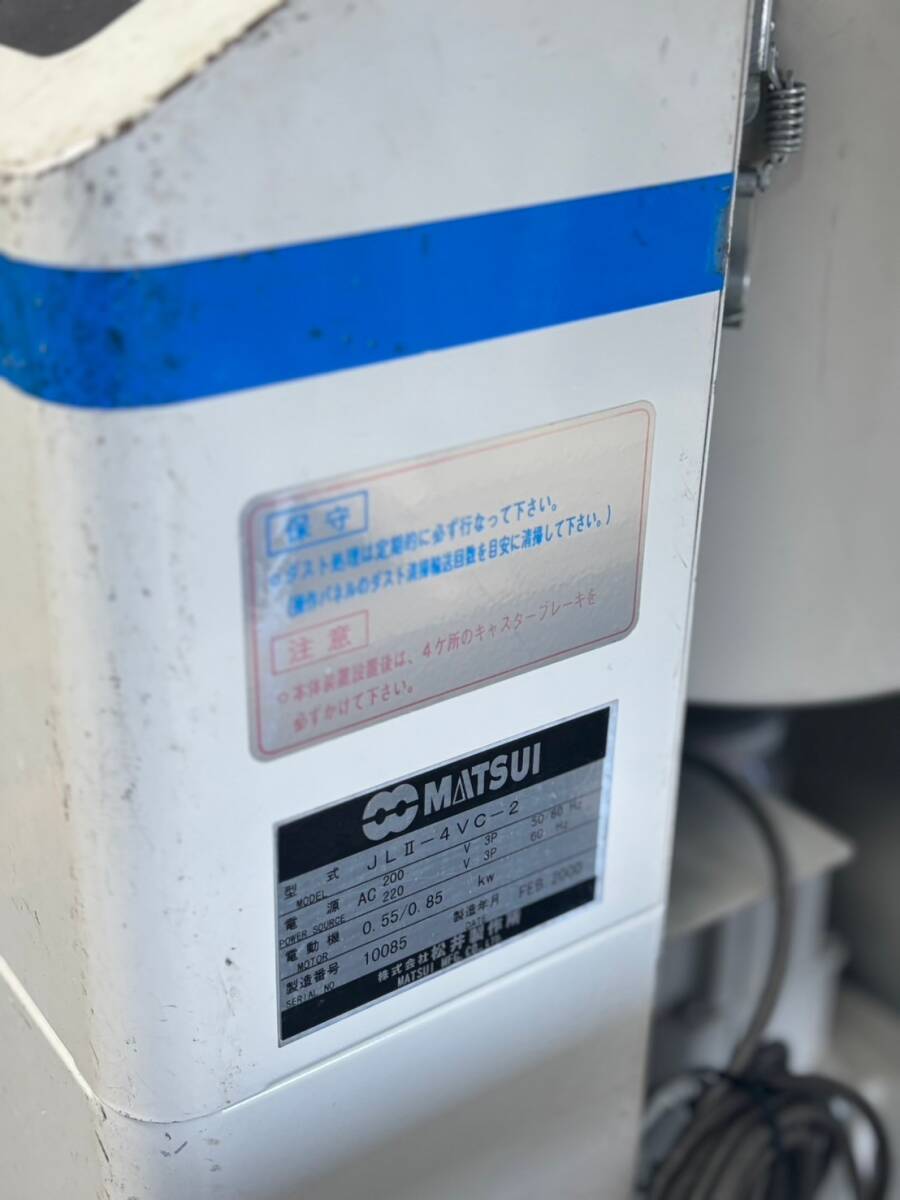 保守
○ダスト処理は定期的に必ず行なって下さい。
(操作パネルのダスト清掃輸送回数を目安に清掃して下さい。)
注意
○本体装置設置後は、4ケ所のキャスターブレーキを
必ずかけて下さい。
MATSUI
型式 MODEL JLⅡ-4VC-2
電源 POWER SOURCE AC 200 V 3P 50/60 Hz
220 V 3P 60 Hz
電動機 MOTOR 0.55/0.85 kw
製造番号 SERIAL NO 10085 製造年月 DATE FEB 2000
株式会社松井製作所
MATSUI MFG CO., LTD.